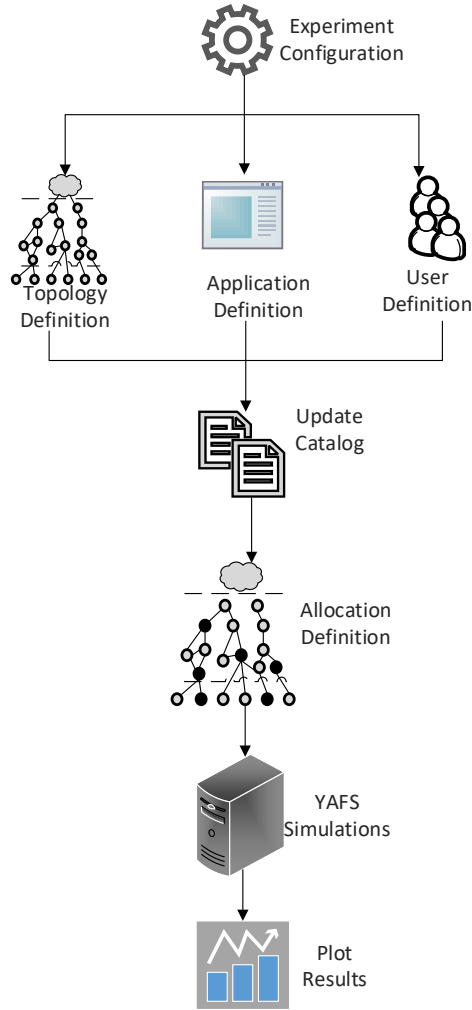 Experiment
Configuration
Topology
Definition
Application
Definition
User
Definition
Update
Catalog
Allocation
Definition
YAFS
Simulations
Plot
Results